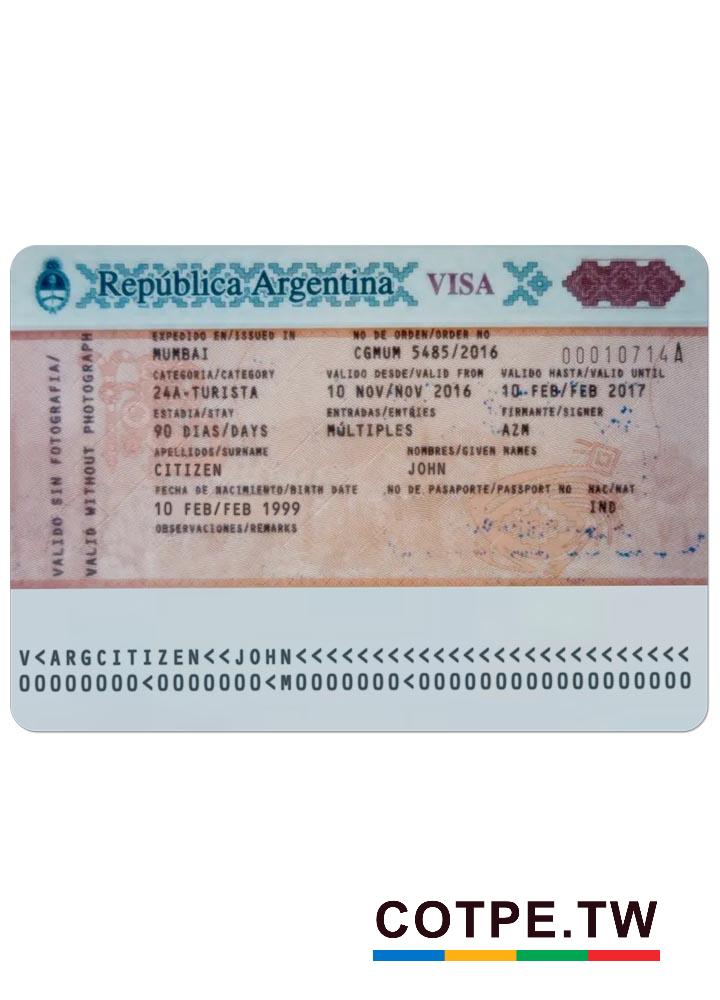 República Argentina VISA
EXPEDIDO EN/ISSUED IN NO DE ORDEN/ORDER NO
MUMBAI CGMUM 5485/2016 00010714A
CATEGORIA/CATEGORY VALIDO DESDE/VALID FROM VALIDO HASTA/VALID UNTIL
24A-TURISTA 10 NOV/NOV 2016 10 FEB/FEB 2017
ESTADIA/STAY ENTRADAS/ENTRIES FIRMANTE/SIGNER
90 DIAS/DAYS MÚLTIPLES AZM
APELLIDOS/SURNAME NOMBRES/GIVEN NAMES
CITIZEN JOHN
FECHA DE NACIMIENTO/BIRTH DATE NO DE PASAPORTE/PASSPORT NO NAC/NAT
10 FEB/FEB 1999 IND
OBSERVACIONES/REMARKS
VALIDO SIN FOTOGRAFIA/
VALID WITHOUT PHOTOGRAPH
V<ARGCITIZEN<<JOHN<<<<<<<<<<<<<<<<<<<<<<<<<<
00000000<0000000<M0000000<000000000000000000
COTPE.TW